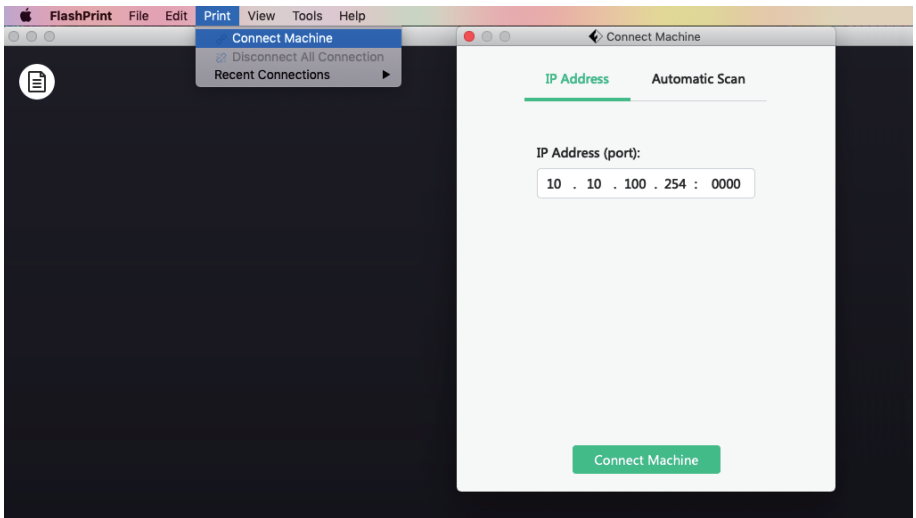 FlashPrint File Edit Print View Tools Help
Connect Machine
Disconnect All Connection
Recent Connections
Connect Machine
IP Address Automatic Scan
IP Address (port):
10 . 10 . 100 . 254 : 0000
Connect Machine